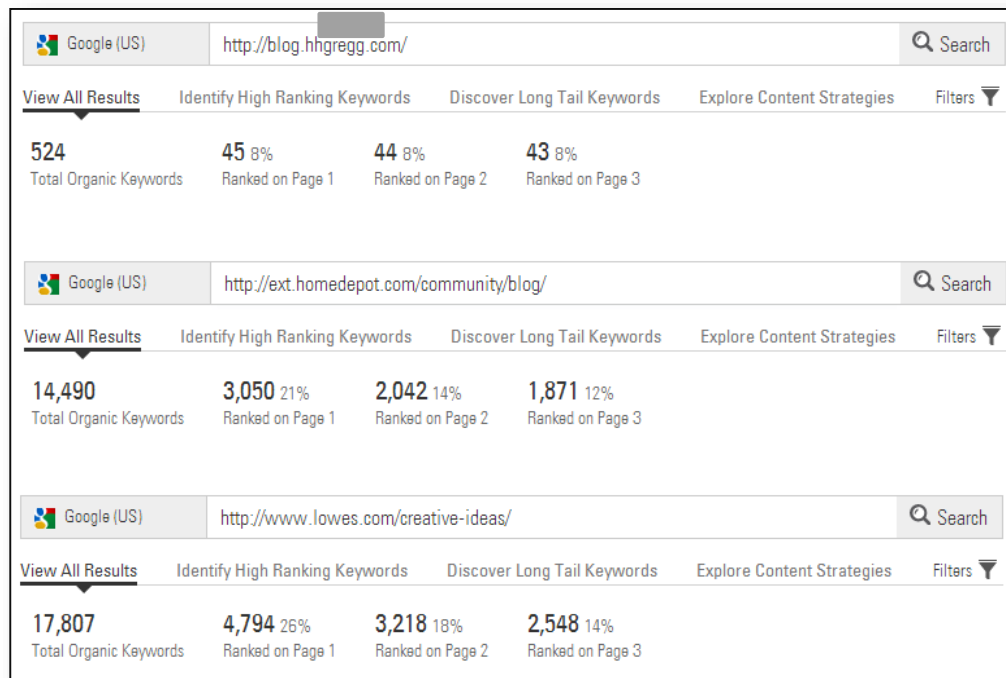 Google (US) http://blog.hhgregg.com/ Search
View All Results Identify High Ranking Keywords Discover Long Tail Keywords Explore Content Strategies Filters
524 45 8% 44 8% 43 8%
Total Organic Keywords Ranked on Page 1 Ranked on Page 2 Ranked on Page 3
Google (US) http://ext.homedepot.com/community/blog/ Search
View All Results Identify High Ranking Keywords Discover Long Tail Keywords Explore Content Strategies Filters
14,490 3,050 21% 2,042 14% 1,871 12%
Total Organic Keywords Ranked on Page 1 Ranked on Page 2 Ranked on Page 3
Google (US) http://www.lowes.com/creative-ideas/ Search
View All Results Identify High Ranking Keywords Discover Long Tail Keywords Explore Content Strategies Filters
17,807 4,794 26% 3,218 18% 2,548 14%
Total Organic Keywords Ranked on Page 1 Ranked on Page 2 Ranked on Page 3